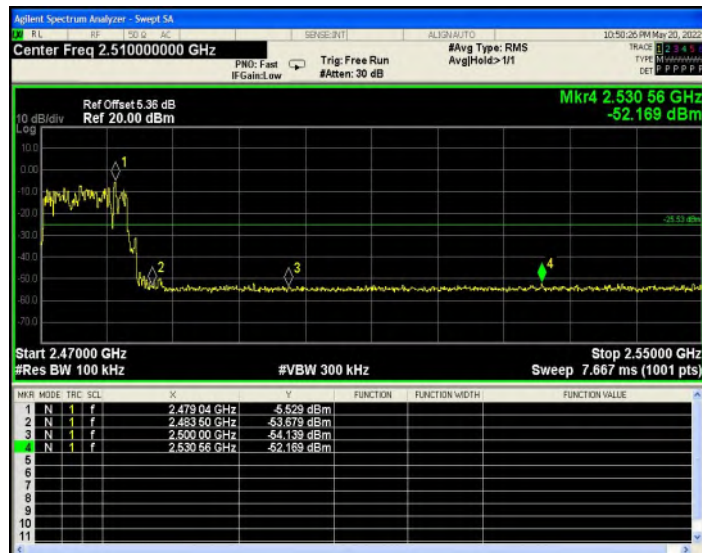 Agilent Spectrum Analyzer - Swept SA
RL RF 50 Ω AC SENSE:INT ALIGN AUTO 10:50:26 PM May 20, 2022
Center Freq 2.510000000 GHz #Avg Type: RMS TRACE 1 2 3 4 5
PNO: Fast Trig: Free Run Avg|Hold>1/1 TYPE M
IFGain:Low #Atten: 30 dB DET P P P P P
Mkr4 2.530 56 GHz
Ref Offset 5.36 dB
10 dB/div Ref 20.00 dBm -52.169 dBm
Log
10.0
0.00
-10.0
-20.0
-30.0
-40.0
-50.0
-60.0
-70.0
1
2
3
4
-25.53 dBm
Start 2.47000 GHz Stop 2.55000 GHz
#Res BW 100 kHz #VBW 300 kHz Sweep 7.667 ms (1001 pts)
MKR MODE TRC SCL X Y FUNCTION FUNCTION WIDTH FUNCTION VALUE
1 N 1 f 2.479 04 GHz -5.529 dBm
2 N 1 f 2.483 50 GHz -53.679 dBm
3 N 1 f 2.500 00 GHz -54.139 dBm
4 N 1 f 2.530 56 GHz -52.169 dBm
5
6
7
8
9
10
11